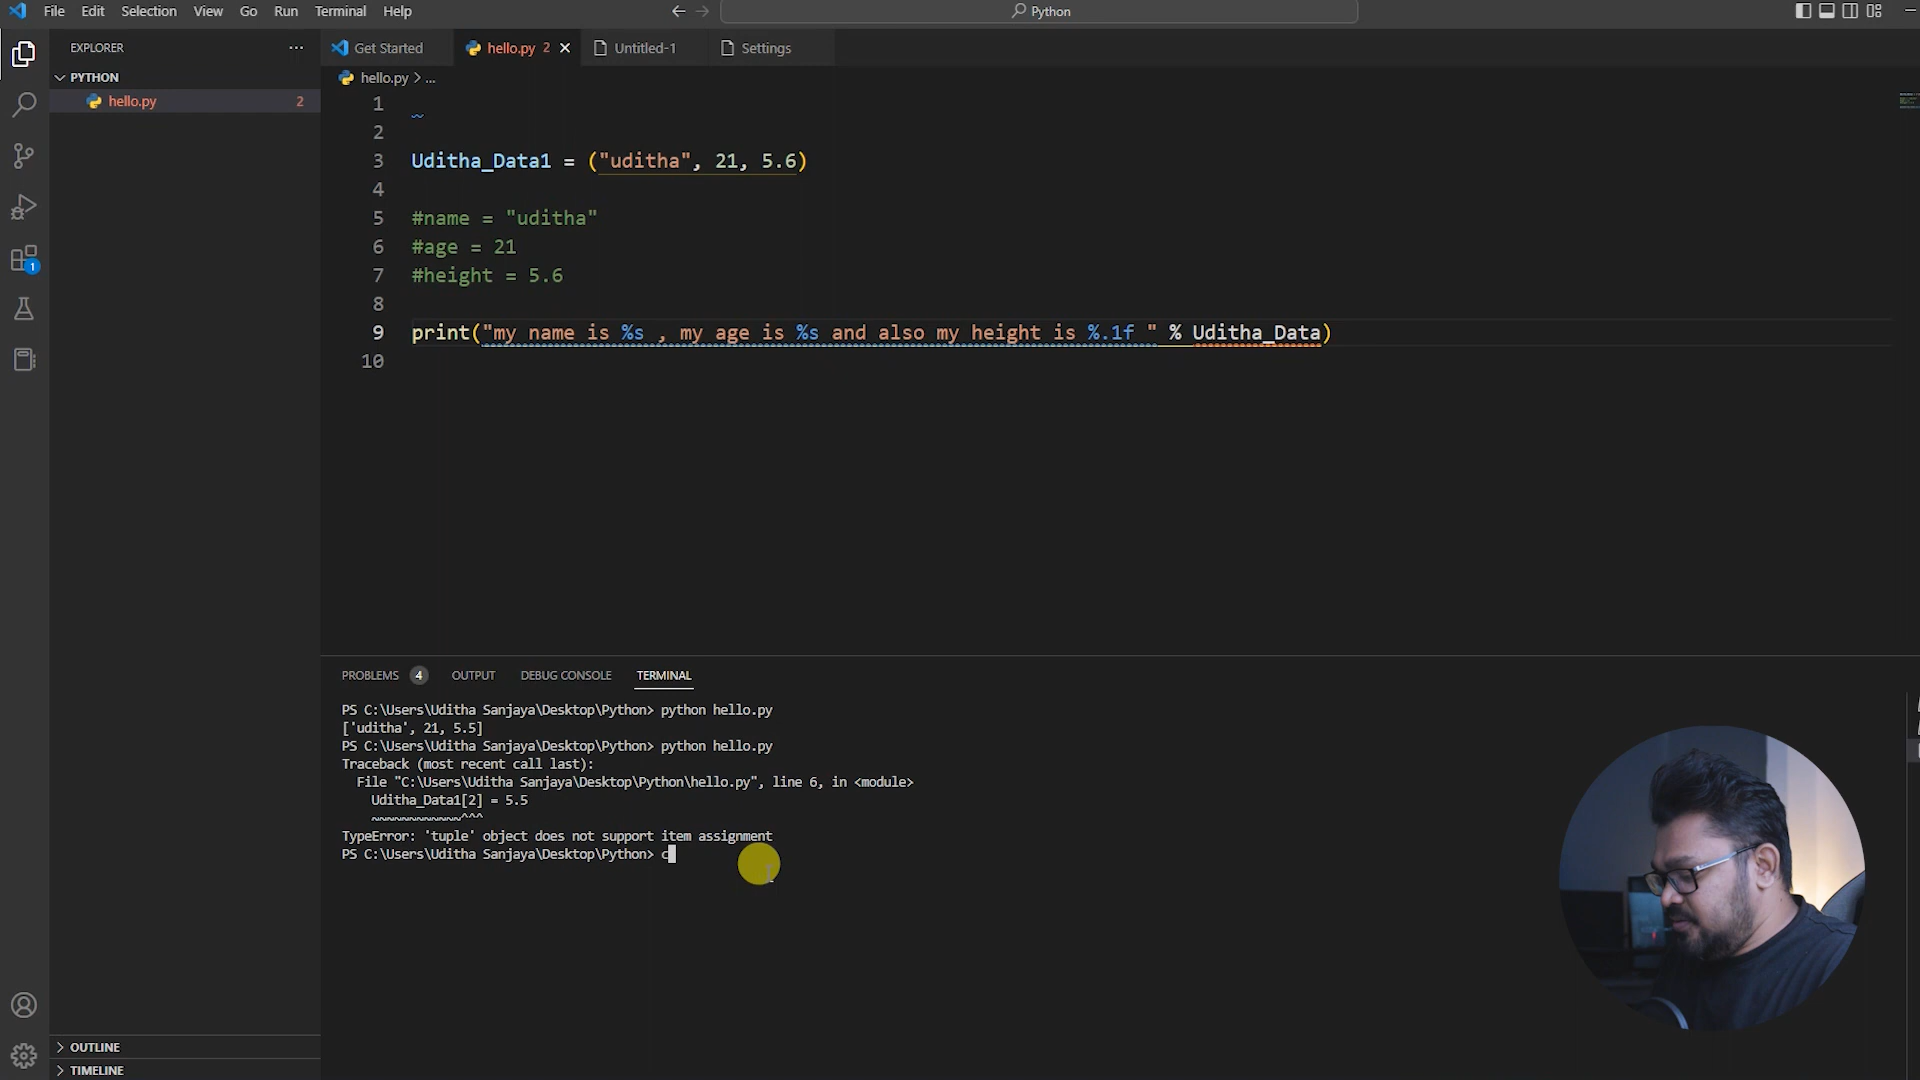 File Edit Selection View Go Run Terminal Help
Python
EXPLORER
PYTHON
hello.py 2
OUTLINE
TIMELINE
1
Get Started
hello.py 2
Untitled-1
Settings
hello.py > ...
1
2
3 Uditha_Data1 = ("uditha", 21, 5.6)
4
5 #name = "uditha"
6 #age = 21
7 #height = 5.6
8
9 print("my name is %s , my age is %s and also my height is %.1f " % Uditha_Data)
10
PROBLEMS 4 OUTPUT DEBUG CONSOLE TERMINAL
PS C:\Users\Uditha Sanjaya\Desktop\Python> python hello.py
['uditha', 21, 5.5]
PS C:\Users\Uditha Sanjaya\Desktop\Python> python hello.py
Traceback (most recent call last):
File "C:\Users\Uditha Sanjaya\Desktop\Python\hello.py", line 6, in <module>
Uditha_Data1[2] = 5.5
~~~~~~~~~~~~^^^
TypeError: 'tuple' object does not support item assignment
PS C:\Users\Uditha Sanjaya\Desktop\Python> c